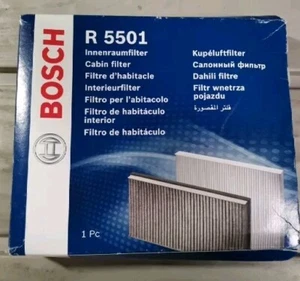 BOSCH
R 5501
Innenraumfilter
Cabin filter
Filtre d'habitacle
Interieurfilter
Filtro per l'abitacolo
Filtro de habitáculo
interior
Filtro de habitáculo
Kupéluftfilter
Салонный фильтр
Dahili filtre
Filtr wnętrza
pojazdu
فلتر المقصورة
1 Pc